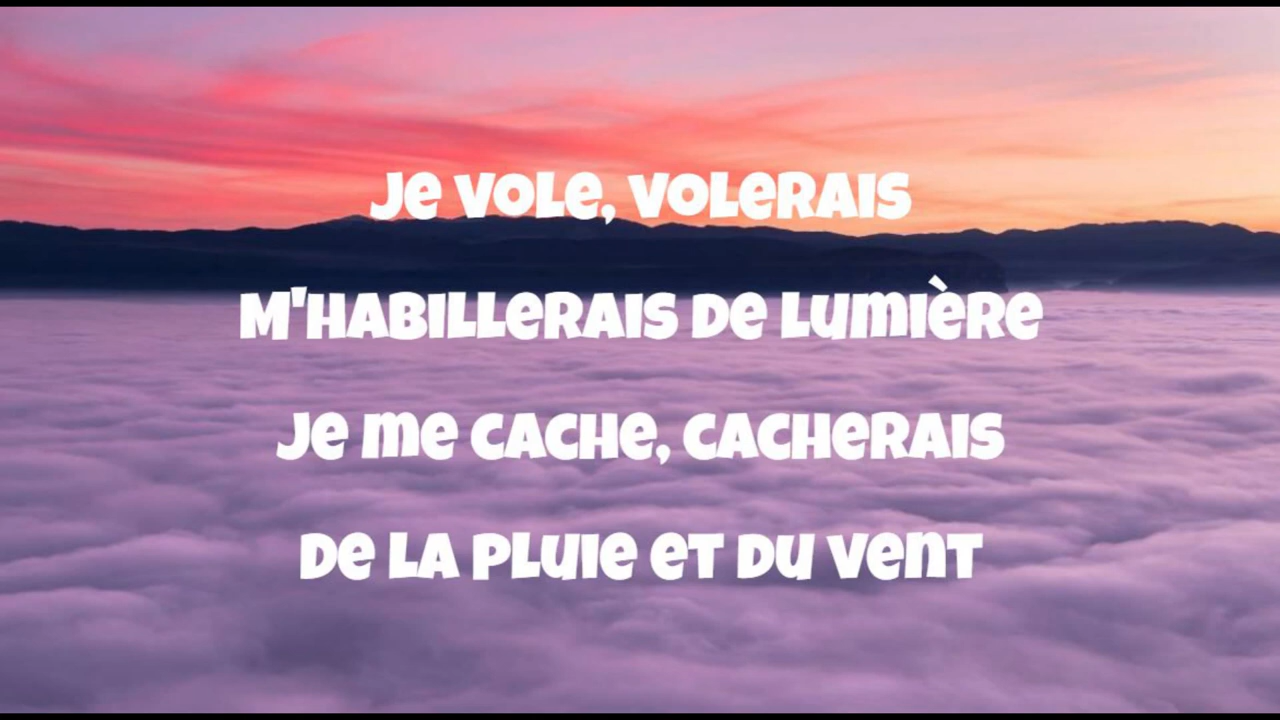 Je vole, volerais
M'habillerais de lumière
Je me cache, cacherais
De la pluie et du vent